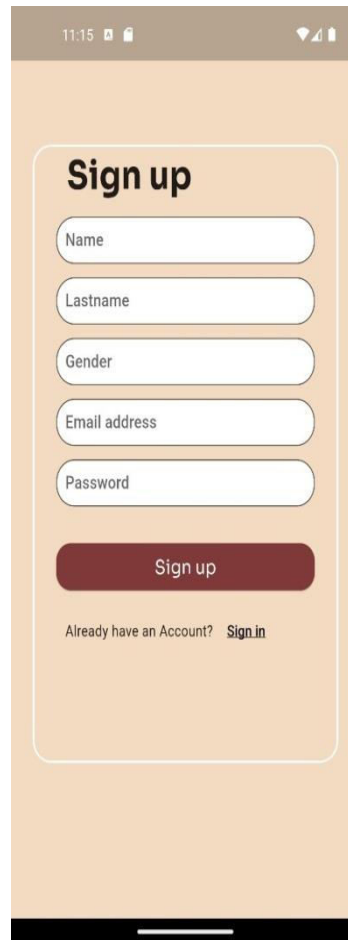 11:15
Sign up
Name
Lastname
Gender
Email address
Password
Sign up
Already have an Account? Sign in